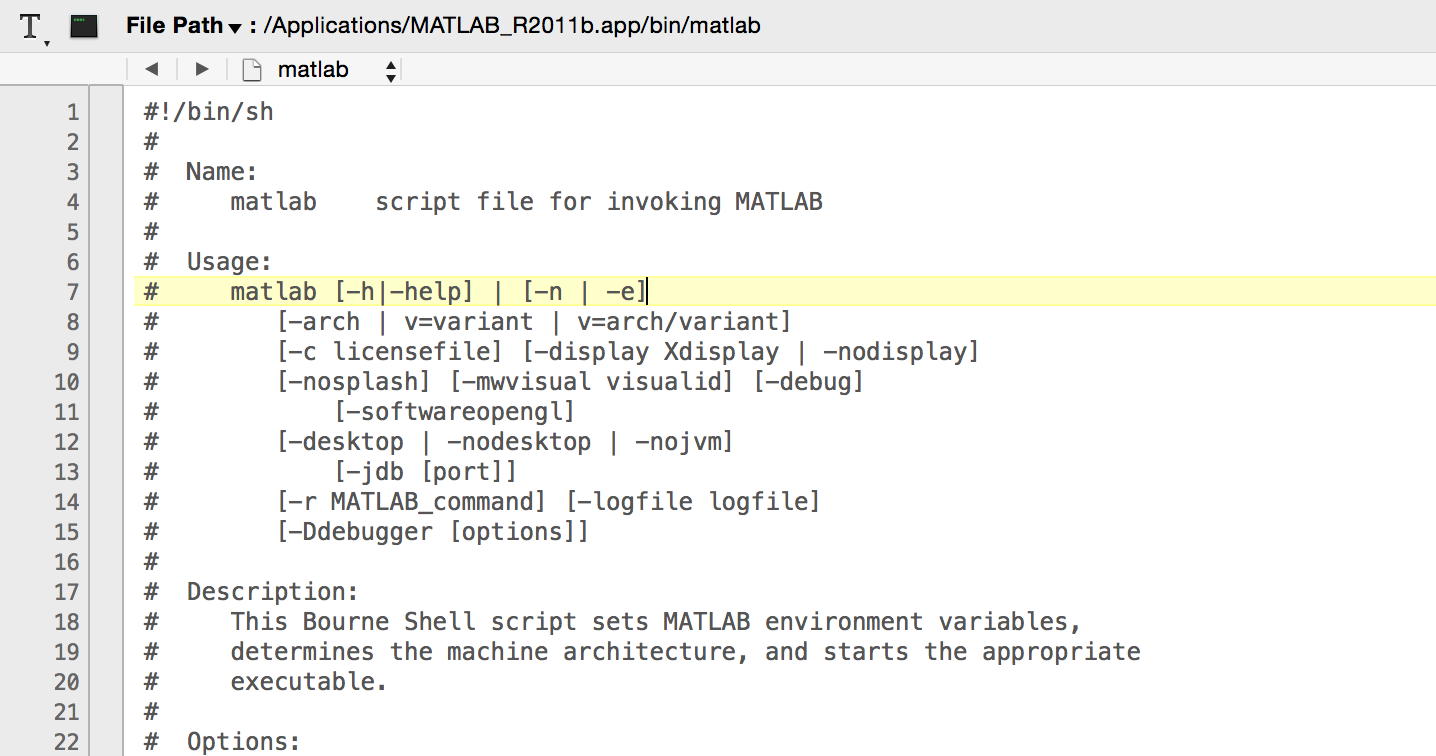 T File Path : /Applications/MATLAB_R2011b.app/bin/matlab
matlab
1 #!/bin/sh
2 #
3 #  Name:
4 #     matlab    script file for invoking MATLAB
5 #
6 #  Usage:
7 #     matlab [-h|-help] | [-n | -e]
8 #        [-arch | v=variant | v=arch/variant]
9 #        [-c licensefile] [-display Xdisplay | -nodisplay]
10 #        [-nosplash] [-mwvisual visualid] [-debug]
11 #            [-softwareopengl]
12 #        [-desktop | -nodesktop | -nojvm]
13 #            [-jdb [port]]
14 #        [-r MATLAB_command] [-logfile logfile]
15 #        [-Ddebugger [options]]
16 #
17 #  Description:
18 #     This Bourne Shell script sets MATLAB environment variables,
19 #     determines the machine architecture, and starts the appropriate
20 #     executable.
21 #
22 #  Options: